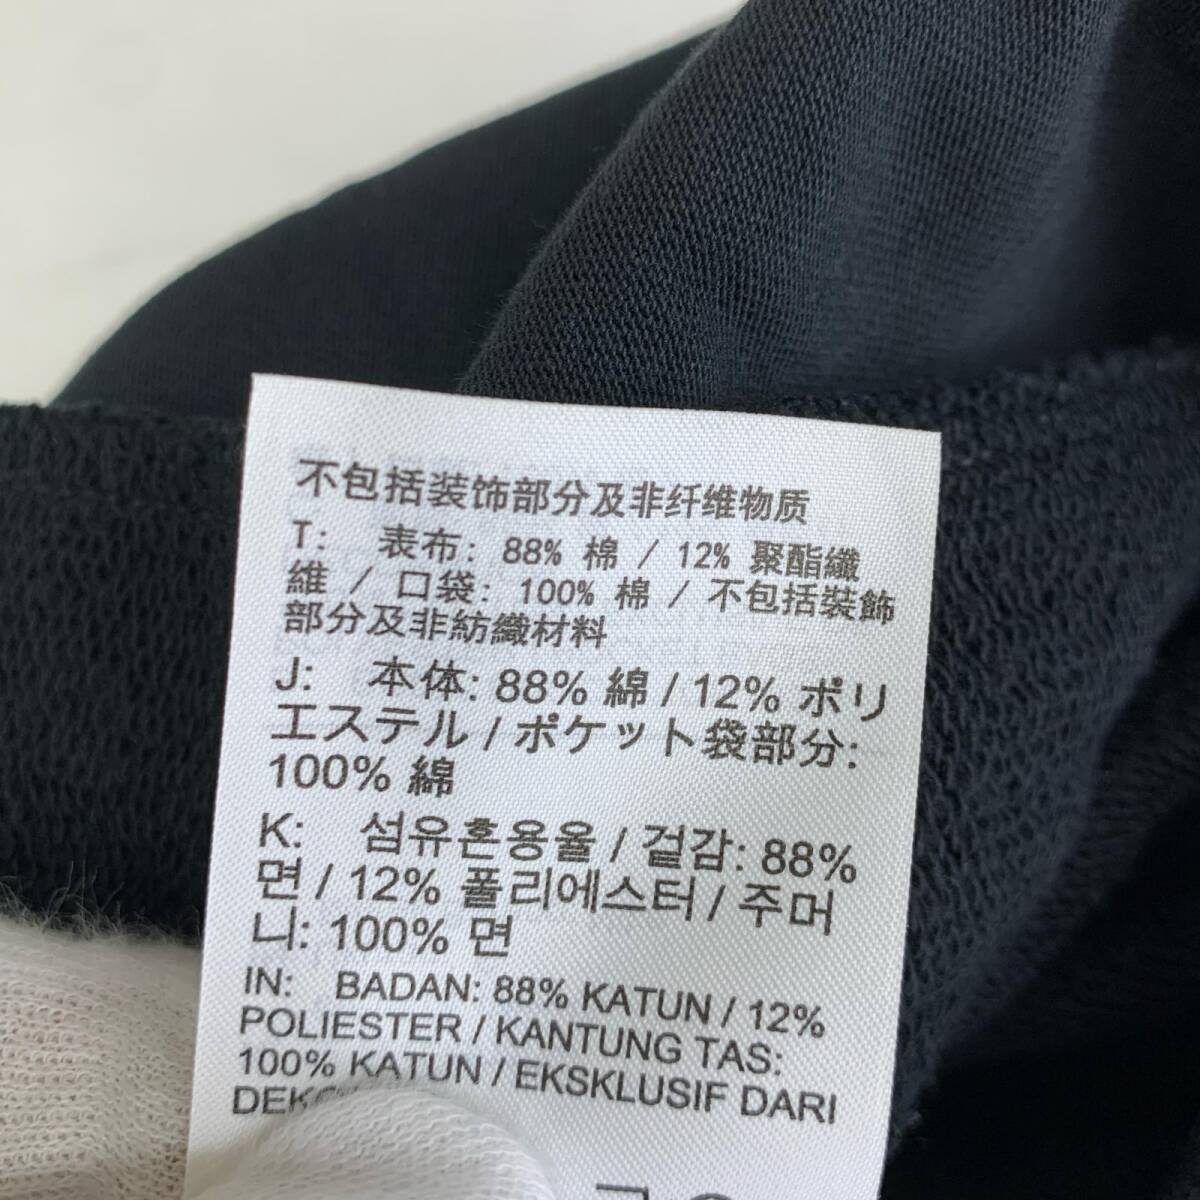 不包括装饰部分及非纤维物质
T: 表布: 88% 棉 / 12% 聚酯纖
維 / 口袋: 100% 棉 / 不包括裝飾
部分及非紡織材料
J: 本体: 88% 綿 / 12% ポリ
エステル / ポケット袋部分:
100% 綿
K: 섬유혼용율 / 겉감: 88%
면 / 12% 폴리에스터 / 주머
니: 100% 면
IN: BADAN: 88% KATUN / 12%
POLIESTER / KANTUNG TAS:
100% KATUN / EKSKLUSIF DARI